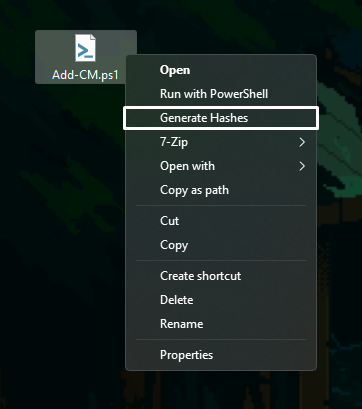 Add-CM.ps1
Open
Run with PowerShell
Generate Hashes
7-Zip
Open with
Copy as path
Cut
Copy
Create shortcut
Delete
Rename
Properties